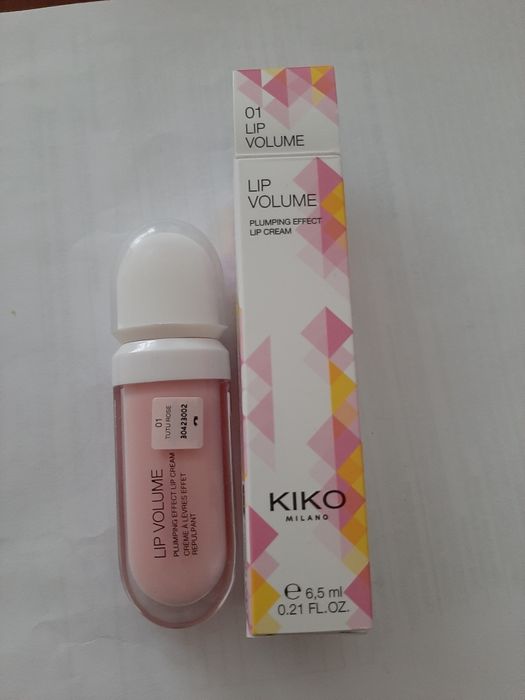 01
LIP
VOLUME
LIP
VOLUME
PLUMPING EFFECT
LIP CREAM
KIKO
MILANO
e 6,5 ml
0.21 FL.OZ.
01
TUTU ROSE
30423002
LIP VOLUME
PLUMPING EFFECT LIP CREAM
CRÈME À LÈVRES EFFET
REPULPANT